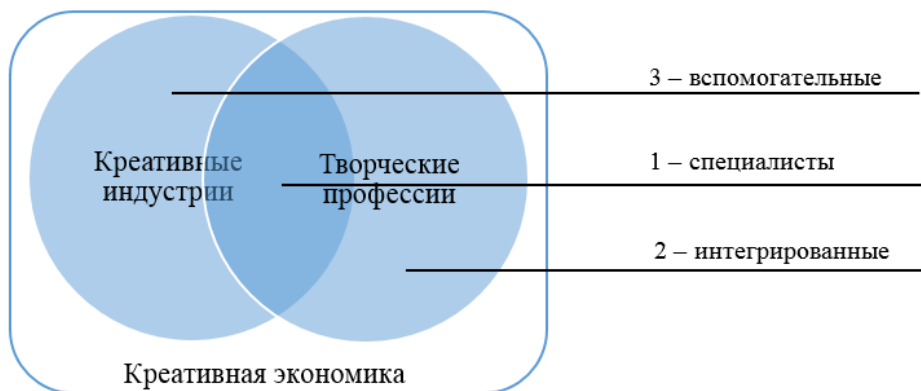 3 – вспомогательные
Креативные
индустрии
Творческие
профессии
1 – специалисты
2 – интегрированные
Креативная экономика